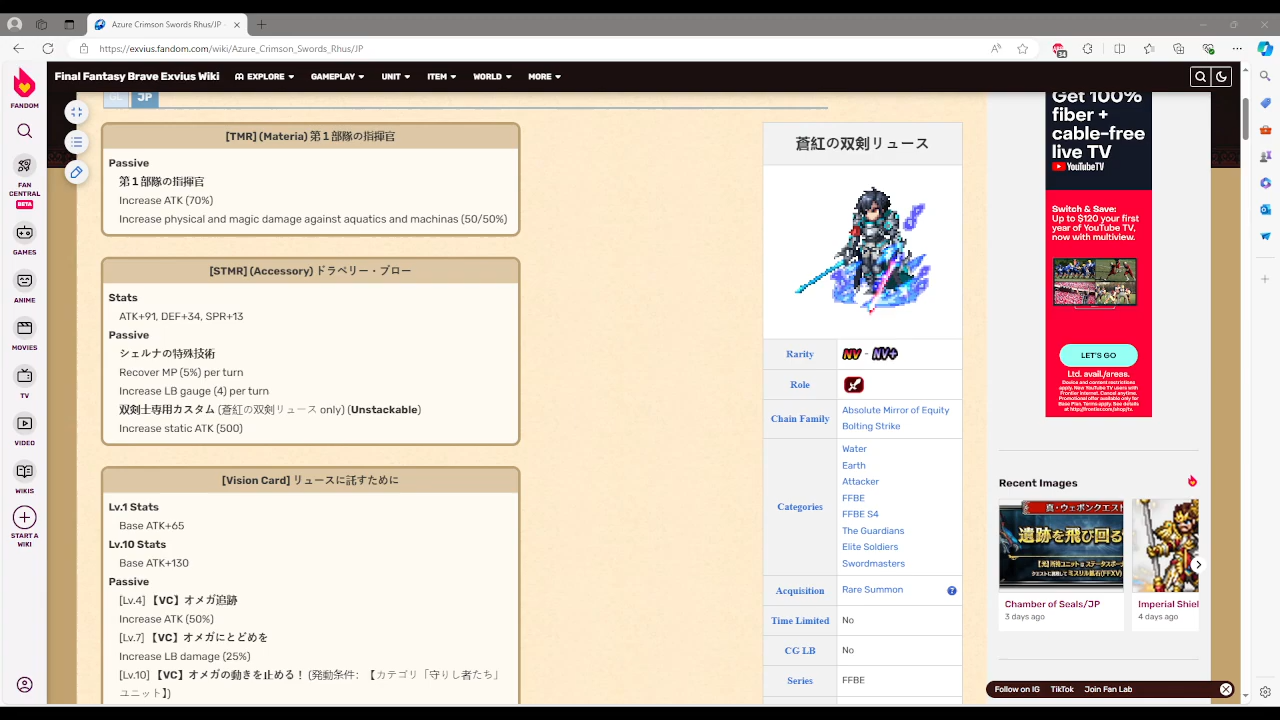 Azure Crimson Swords Rhus/JP
https://exvius.fandom.com/wiki/Azure_Crimson_Swords_Rhus/JP
34
FANDOM
FAN CENTRAL
BETA
GAMES
ANIME
MOVIES
TV
VIDEO
WIKIS
START A WIKI
Final Fantasy Brave Exvius Wiki
EXPLORE
GAMEPLAY
UNIT
ITEM
WORLD
MORE
GL
JP
[TMR] (Materia) 第1部隊の指揮官
Passive
第1部隊の指揮官
Increase ATK (70%)
Increase physical and magic damage against aquatics and machinas (50/50%)
[STMR] (Accessory) ドラベリー・ブロー
Stats
ATK+91, DEF+34, SPR+13
Passive
シェルナの特殊技術
Recover MP (5%) per turn
Increase LB gauge (4) per turn
双剣士専用カスタム (蒼紅の双剣リュース only) (Unstackable)
Increase static ATK (500)
[Vision Card] リュースに託すために
Lv.1 Stats
Base ATK+65
Lv.10 Stats
Base ATK+130
Passive
[Lv.4] 【VC】オメガ追跡
Increase ATK (50%)
[Lv.7] 【VC】オメガにとどめを
Increase LB damage (25%)
[Lv.10] 【VC】オメガの動きを止める！ (発動条件：【カテゴリ「守りし者たち」
ユニット】)
蒼紅の双剣リュース
Rarity
NV - NV+
Role
Chain Family
Absolute Mirror of Equity
Bolting Strike
Categories
Water
Earth
Attacker
FFBE
FFBE S4
The Guardians
Elite Soldiers
Swordmasters
Acquisition
Rare Summon
?
Time Limited
No
CG LB
No
Series
FFBE
Get 100%
fiber +
cable-free
live TV
YouTubeTV
Switch & Save:
Up to $120 your first
year of YouTube TV,
now with multiview.
LET'S GO
Ltd. avail./areas.
Recent Images
遺跡を飛び回る
Chamber of Seals/JP
3 days ago
Imperial Shiel
4 days ago
Follow on IG
TikTok
Join Fan Lab